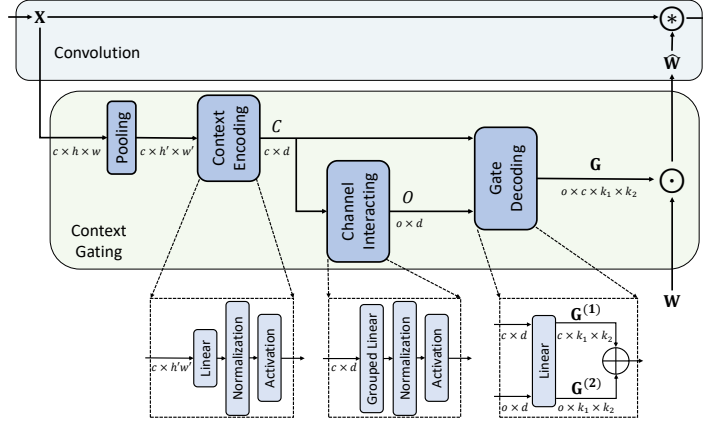 X
Convolution
Ŵ
c × h × w
Pooling
c × h' × w'
Context
Encoding
C
c × d
Channel
Interacting
O
o × d
Gate
Decoding
G
o × c × k₁ × k₂
Context
Gating
W
c × h'w'
Linear
Normalization
Activation
c × d
Grouped Linear
Normalization
Activation
c × d
o × d
Linear
G⁽¹⁾
c × k₁ × k₂
G⁽²⁾
o × k₁ × k₂